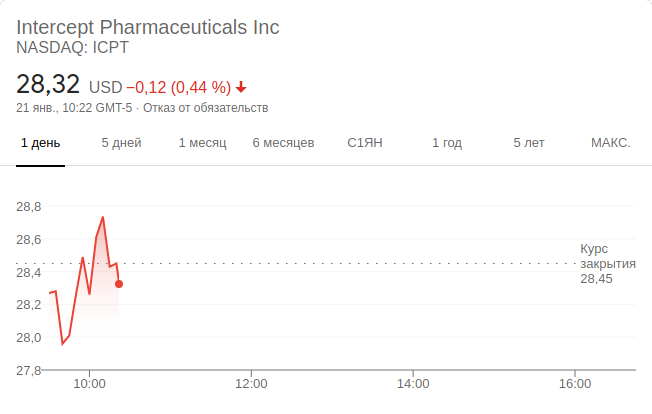 Intercept Pharmaceuticals Inc
NASDAQ: ICPT
28,32 USD −0,12 (0,44 %)
21 янв., 10:22 GMT-5 · Отказ от обязательств
1 день 5 дней 1 месяц 6 месяцев С1ЯН 1 год 5 лет МАКС.
28,8
28,6
Курс
закрытия
28,45
28,4
28,2
28,0
27,8
10:00 12:00 14:00 16:00